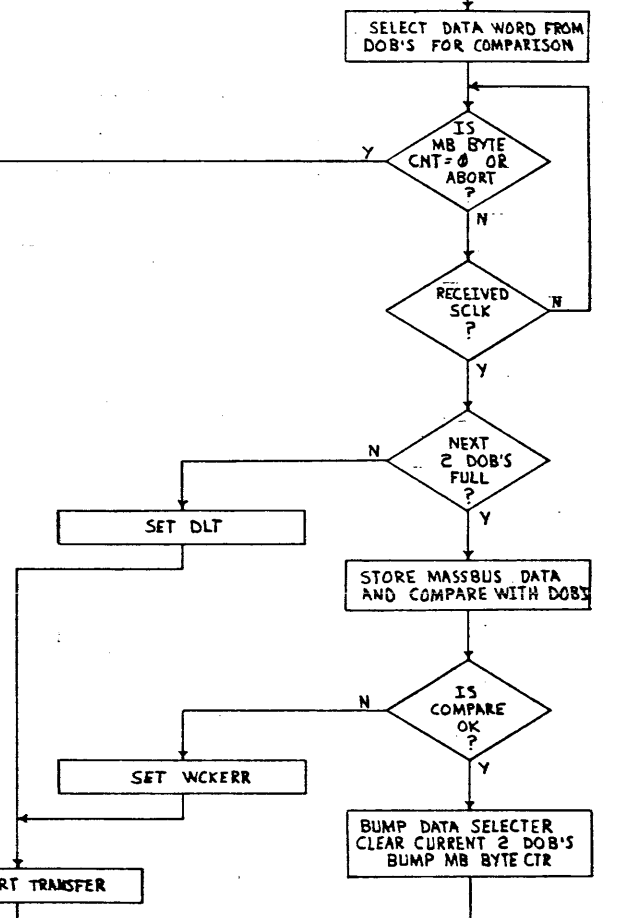 SELECT DATA WORD FROM
DOB'S FOR COMPARISON
IS
MB BYTE
CNT=0 OR
ABORT
?
Y
N
RECEIVED
SCLK
?
N
Y
NEXT
2 DOB'S
FULL
?
N
Y
SET DLT
STORE MASSBUS DATA
AND COMPARE WITH DOB'S
IS
COMPARE
OK
?
N
Y
SET WCKERR
BUMP DATA SELECTER
CLEAR CURRENT 2 DOB'S
BUMP MB BYTE CTR
RT TRANSFER